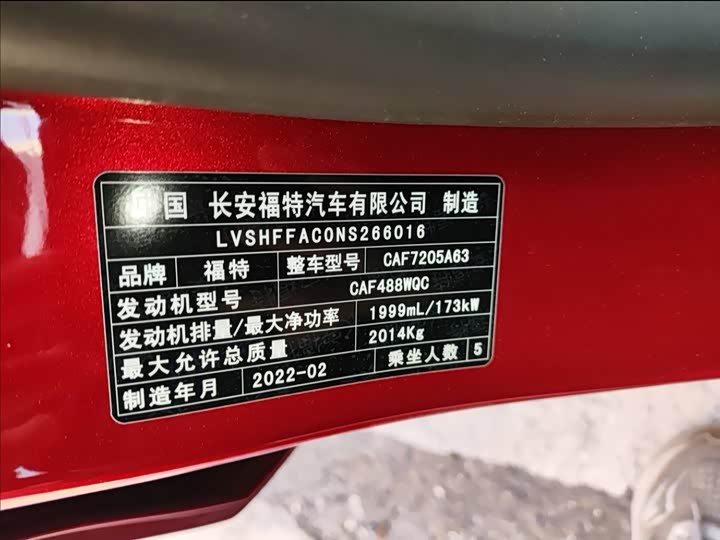 中国 长安福特汽车有限公司 制造
LVSHFFAC0NS266016
品牌 福特 整车型号 CAF7205A63
发动机型号 CAF488WQC
发动机排量/最大净功率 1999mL/173kW
最大允许总质量 2014Kg 乘坐人数 5
制造年月 2022-02